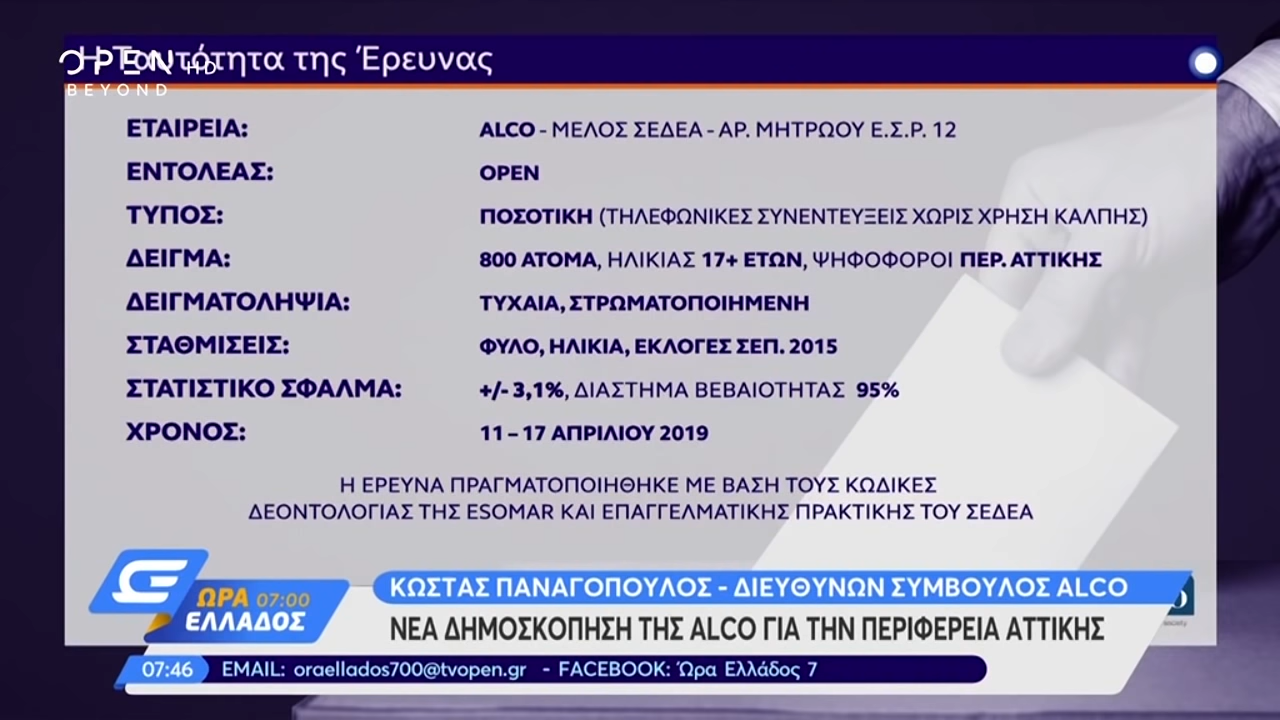 Η Ταυτότητα της Έρευνας
OPEN HD
BEYOND
ΕΤΑΙΡΕΙΑ: ALCO - ΜΕΛΟΣ ΣΕΔΕΑ - ΑΡ. ΜΗΤΡΩΟΥ Ε.Σ.Ρ. 12
ΕΝΤΟΛΕΑΣ: OPEN
ΤΥΠΟΣ: ΠΟΣΟΤΙΚΗ (ΤΗΛΕΦΩΝΙΚΕΣ ΣΥΝΕΝΤΕΥΞΕΙΣ ΧΩΡΙΣ ΧΡΗΣΗ ΚΑΛΠΗΣ)
ΔΕΙΓΜΑ: 800 ΑΤΟΜΑ, ΗΛΙΚΙΑΣ 17+ ΕΤΩΝ, ΨΗΦΟΦΟΡΟΙ ΠΕΡ. ΑΤΤΙΚΗΣ
ΔΕΙΓΜΑΤΟΛΗΨΙΑ: ΤΥΧΑΙΑ, ΣΤΡΩΜΑΤΟΠΟΙΗΜΕΝΗ
ΣΤΑΘΜΙΣΕΙΣ: ΦΥΛΟ, ΗΛΙΚΙΑ, ΕΚΛΟΓΕΣ ΣΕΠ. 2015
ΣΤΑΤΙΣΤΙΚΟ ΣΦΑΛΜΑ: +/- 3,1%, ΔΙΑΣΤΗΜΑ ΒΕΒΑΙΟΤΗΤΑΣ 95%
ΧΡΟΝΟΣ: 11 – 17 ΑΠΡΙΛΙΟΥ 2019
Η ΕΡΕΥΝΑ ΠΡΑΓΜΑΤΟΠΟΙΗΘΗΚΕ ΜΕ ΒΑΣΗ ΤΟΥΣ ΚΩΔΙΚΕΣ
ΔΕΟΝΤΟΛΟΓΙΑΣ ΤΗΣ ESOMAR ΚΑΙ ΕΠΑΓΓΕΛΜΑΤΙΚΗΣ ΠΡΑΚΤΙΚΗΣ ΤΟΥ ΣΕΔΕΑ
ΩΡΑ 07:00
ΕΛΛΑΔΟΣ
ΚΩΣΤΑΣ ΠΑΝΑΓΟΠΟΥΛΟΣ - ΔΙΕΥΘΥΝΩΝ ΣΥΜΒΟΥΛΟΣ ALCO
ΝΕΑ ΔΗΜΟΣΚΟΠΗΣΗ ΤΗΣ ALCO ΓΙΑ ΤΗΝ ΠΕΡΙΦΕΡΕΙΑ ΑΤΤΙΚΗΣ
society
07:46 EMAIL: oraellados700@tvopen.gr - FACEBOOK: Ώρα Ελλάδος 7